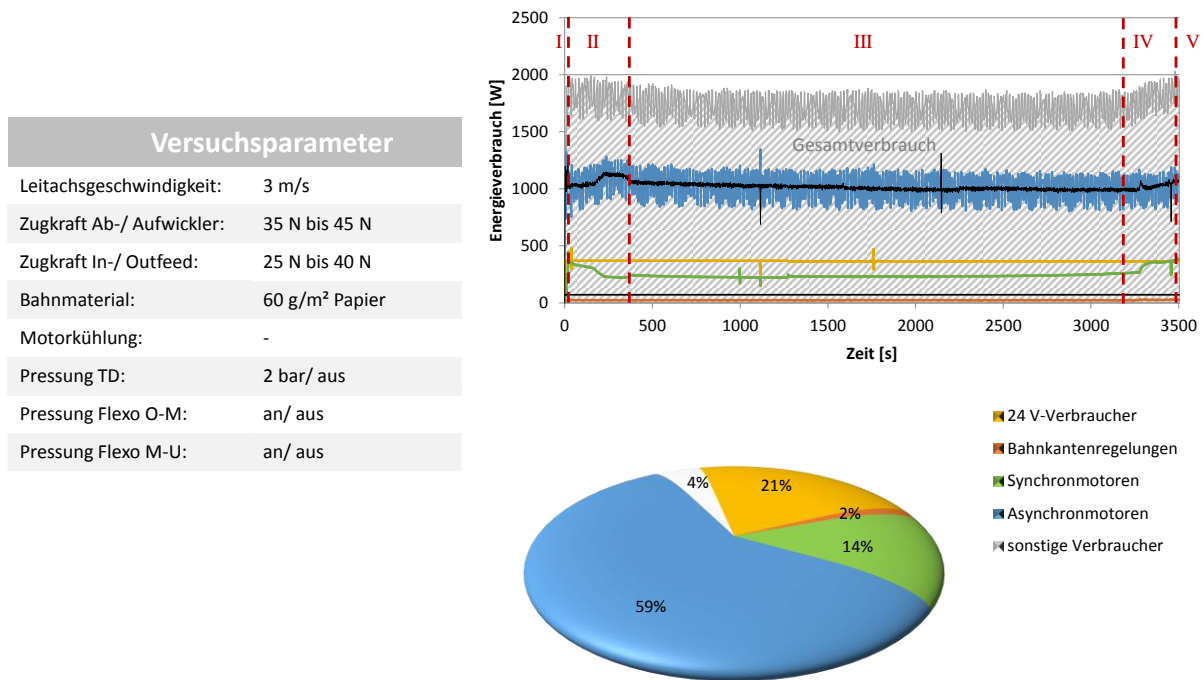 Versuchsparameter
Leitachsgeschwindigkeit: 3 m/s
Zugkraft Ab-/ Aufwickler: 35 N bis 45 N
Zugkraft In-/ Outfeed: 25 N bis 40 N
Bahnmaterial: 60 g/m² Papier
Motorkühlung: -
Pressung TD: 2 bar/ aus
Pressung Flexo O-M: an/ aus
Pressung Flexo M-U: an/ aus
Energieverbrauch [W]
2500
2000
1500
1000
500
0
I II III IV V
Gesamtverbrauch
0 500 1000 1500 2000 2500 3000 3500
Zeit [s]
4%
21%
2%
14%
59%
24 V-Verbraucher
Bahnkantenregelungen
Synchronmotoren
Asynchronmotoren
sonstige Verbraucher